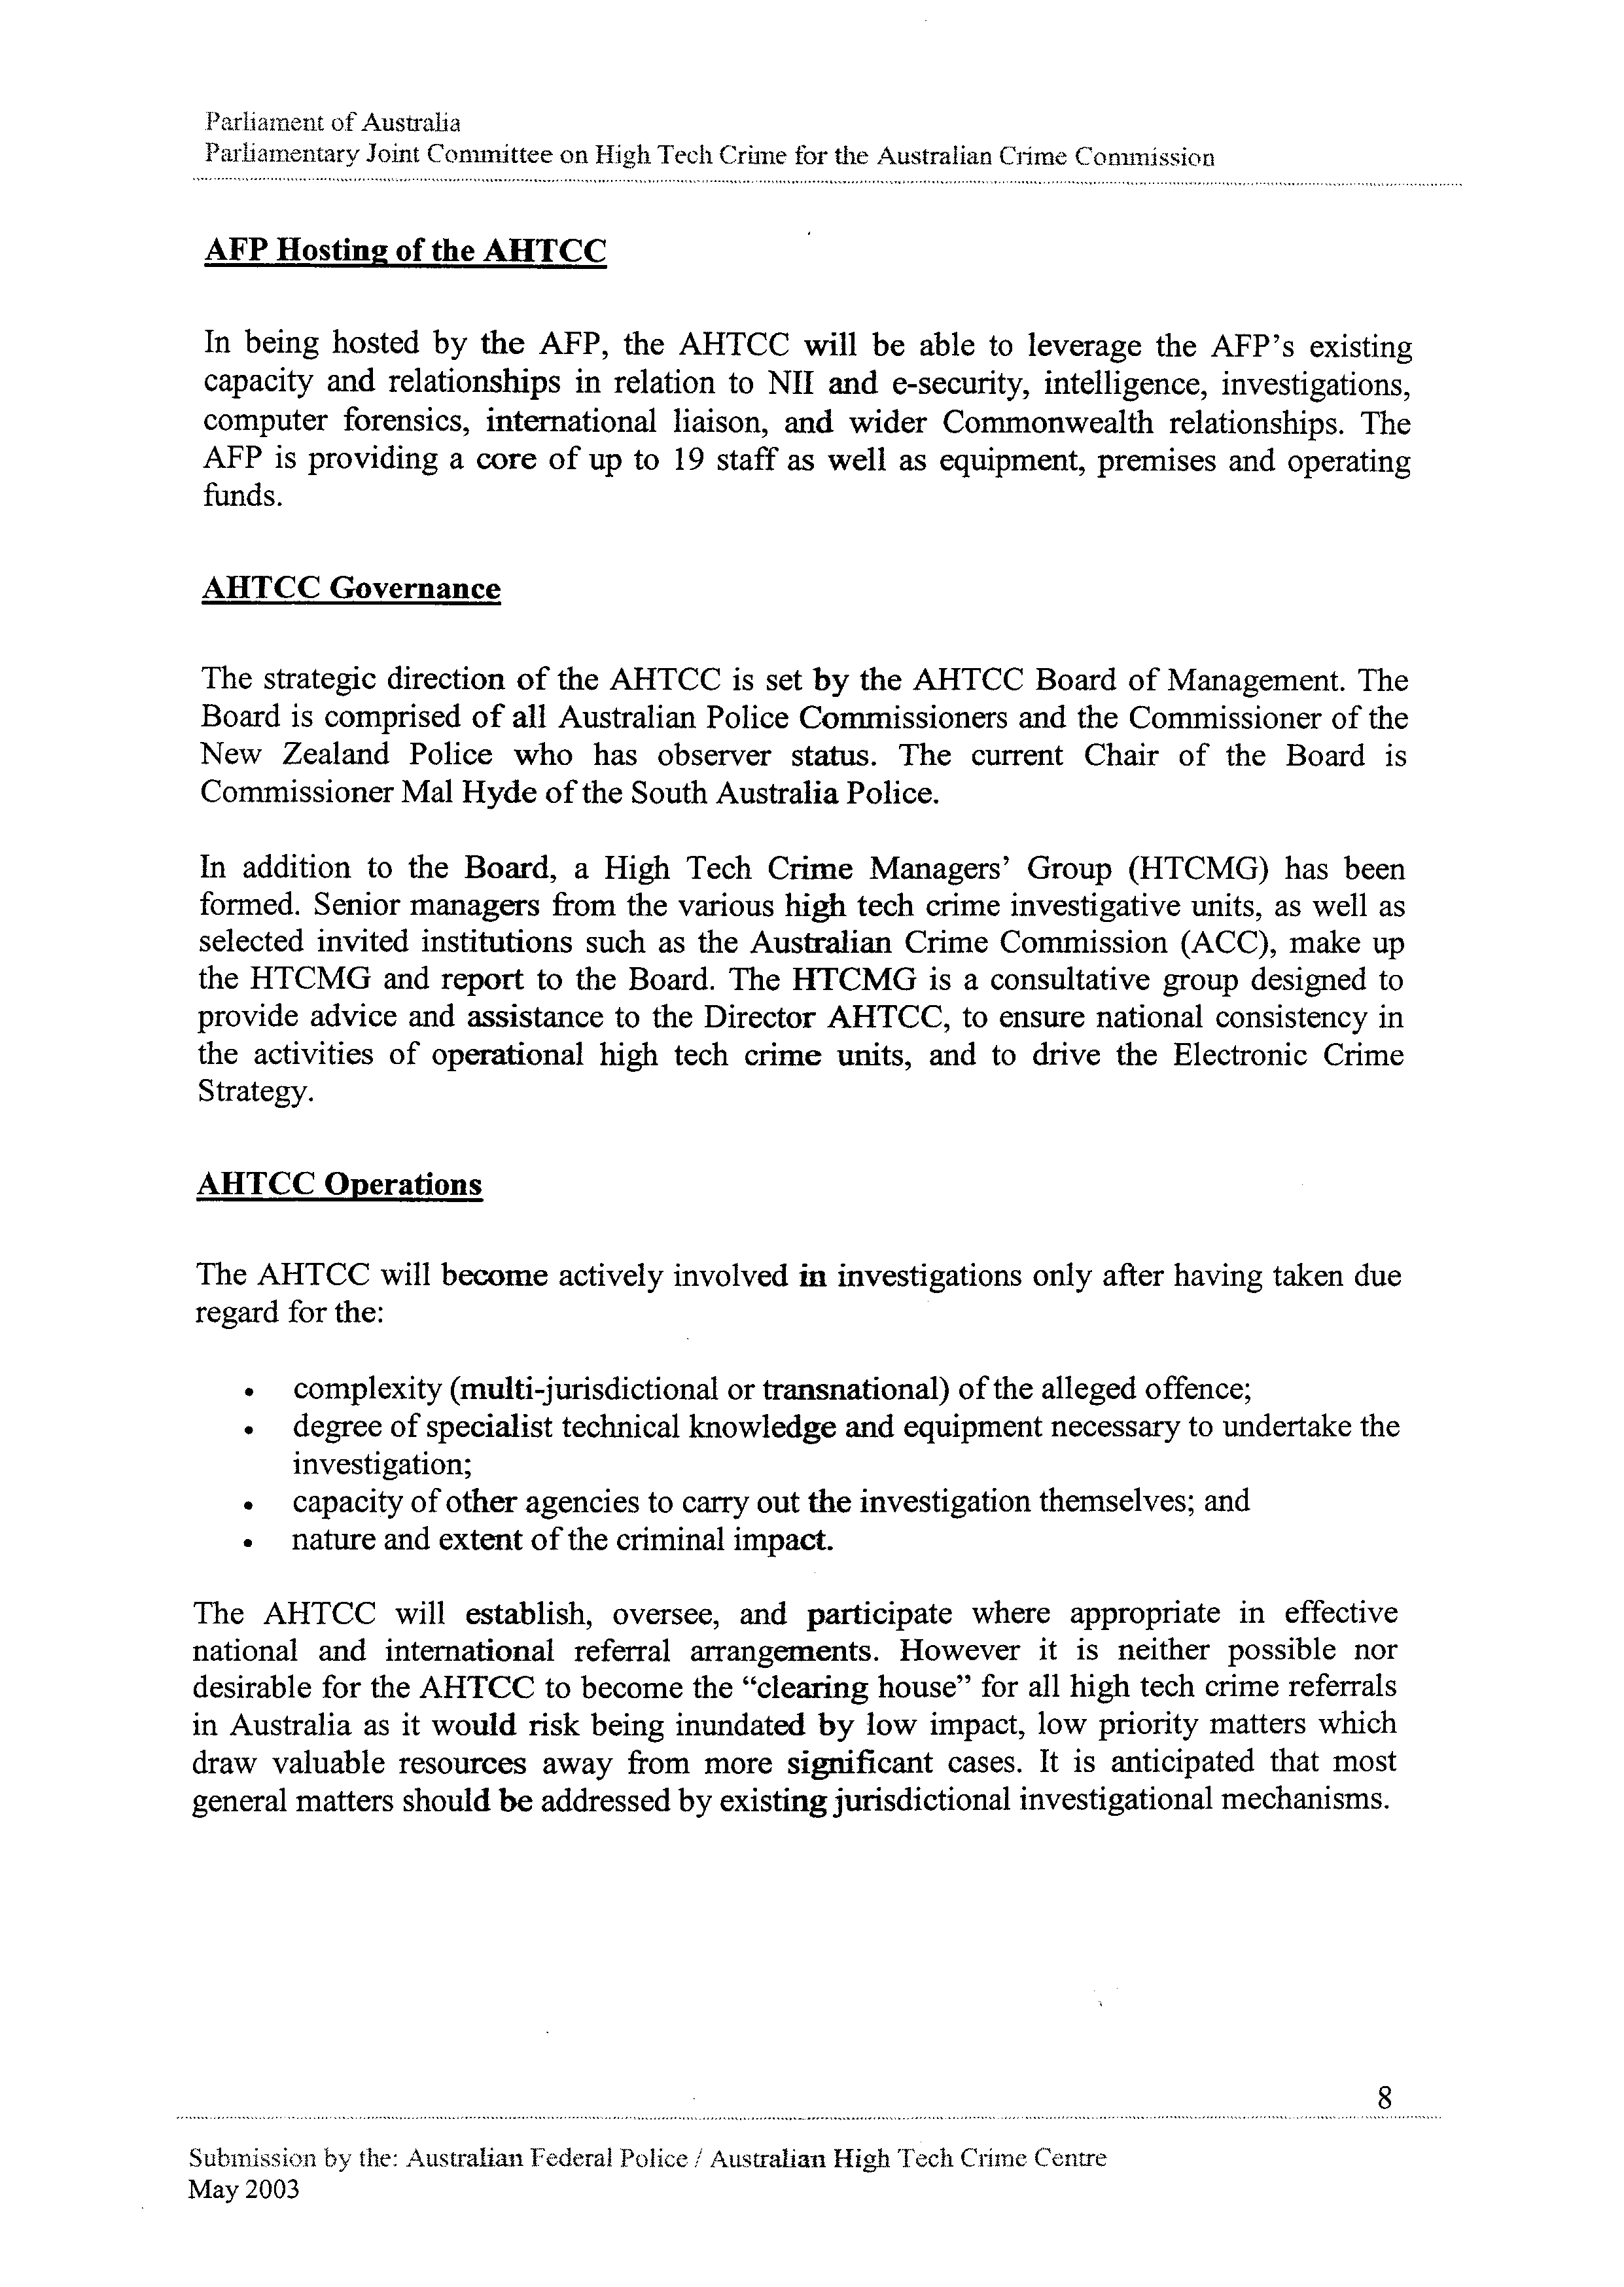 Parliament of Australia
Parliamentary Joint Committee on High Tech Crime for the Australian Crime Commission
AFP Hosting of the AHTCC
In being hosted by the AFP, the AHTCC will be able to leverage the AFP's existing
capacity and relationships in relation to NII and e-security, intelligence, investigations,
computer forensics, international liaison, and wider Commonwealth relationships. The
AFP is providing a core of up to 19 staff as well as equipment, premises and operating
funds.
AHTCC Governance
The strategic direction of the AHTCC is set by the AHTCC Board of Management. The
Board is comprised of all Australian Police Commissioners and the Commissioner of the
New Zealand Police who has observer status. The current Chair of the Board is
Commissioner Mal Hyde of the South Australia Police.
In addition to the Board, a High Tech Crime Managers' Group (HTCMG) has been
formed. Senior managers from the various high tech crime investigative units, as well as
selected invited institutions such as the Australian Crime Commission (ACC), make up
the HTCMG and report to the Board. The HTCMG is a consultative group designed to
provide advice and assistance to the Director AHTCC, to ensure national consistency in
the activities of operational high tech crime units, and to drive the Electronic Crime
Strategy.
AHTCC Operations
The AHTCC will become actively involved in investigations only after having taken due
regard for the:
• complexity (multi-jurisdictional or transnational) of the alleged offence;
• degree of specialist technical knowledge and equipment necessary to undertake the
investigation;
• capacity of other agencies to carry out the investigation themselves; and
• nature and extent of the criminal impact.
The AHTCC will establish, oversee, and participate where appropriate in effective
national and international referral arrangements. However it is neither possible nor
desirable for the AHTCC to become the “clearing house” for all high tech crime referrals
in Australia as it would risk being inundated by low impact, low priority matters which
draw valuable resources away from more significant cases. It is anticipated that most
general matters should be addressed by existing jurisdictional investigational mechanisms.
8
Submission by the: Australian Federal Police / Australian High Tech Crime Centre
May 2003